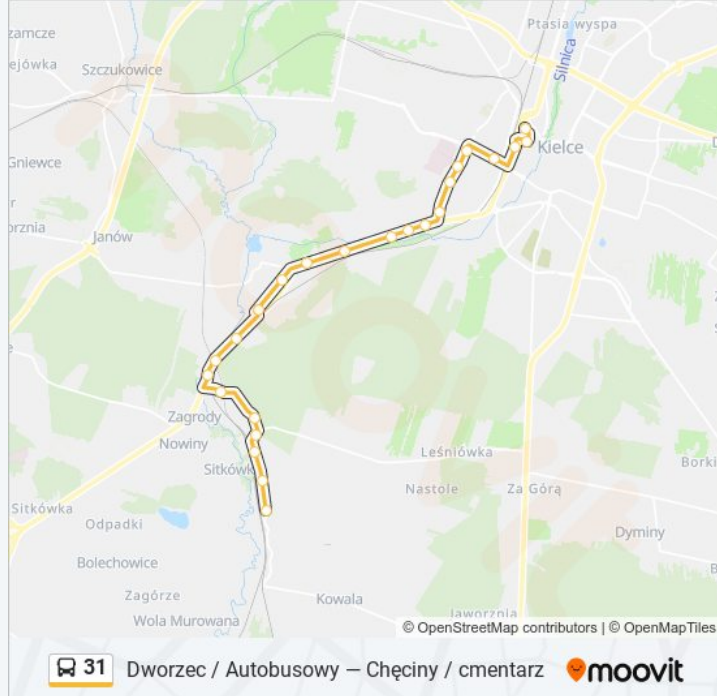 Ptasia wyspa
zamcze
Silnica
ejówka
Szczukowice
Kielce
Gniewce
r
orznia
Janów
Zagrody
Nowiny
Leśniówka
Borki
Sitkówk
Nastole
Za Górą
Sitkówka
Odpadki
Dyminy
Bolechowice
B
Zagórze
Kowala
Jaworznia
Wola Murowana
© OpenStreetMap contributors | © OpenMapTiles
31
Dworzec / Autobusowy — Chęciny / cmentarz
moovit